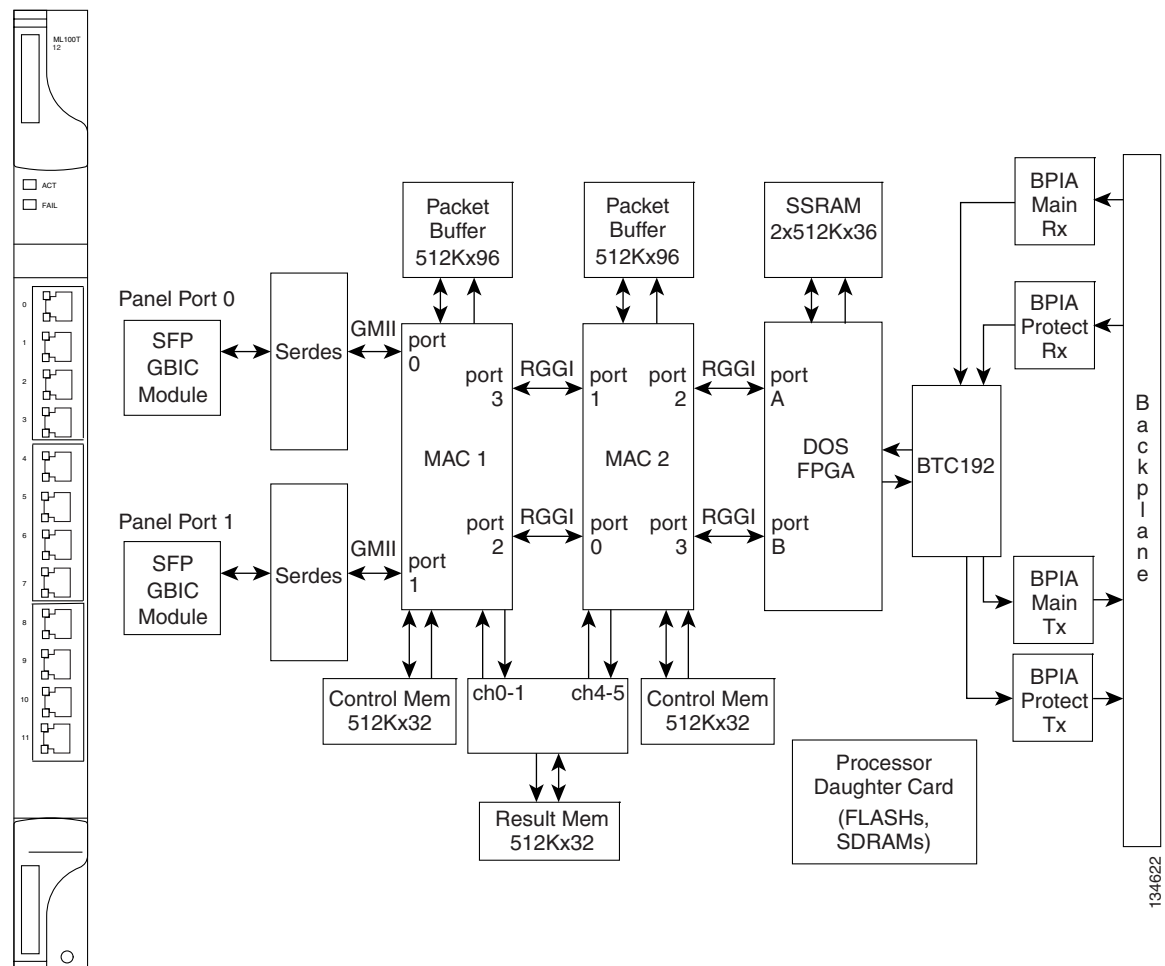 ML100T
12
ACT
FAIL
0
1
2
3
4
5
6
7
8
9
10
11
Panel Port 0
SFP
GBIC
Module
Panel Port 1
SFP
GBIC
Module
Serdes
Serdes
GMII
GMII
Packet
Buffer
512Kx96
port
0
port
3
MAC 1
port
2
port
1
RGGI
RGGI
Packet
Buffer
512Kx96
port
1
port
2
MAC 2
port
0
port
3
RGGI
RGGI
SSRAM
2x512Kx36
port
A
DOS
FPGA
port
B
BTC192
BPIA
Main
Rx
BPIA
Protect
Rx
BPIA
Main
Tx
BPIA
Protect
Tx
Backplane
Control Mem
512Kx32
ch0-1
ch4-5
Control Mem
512Kx32
Result Mem
512Kx32
Processor
Daughter Card
(FLASHs,
SDRAMs)
134622